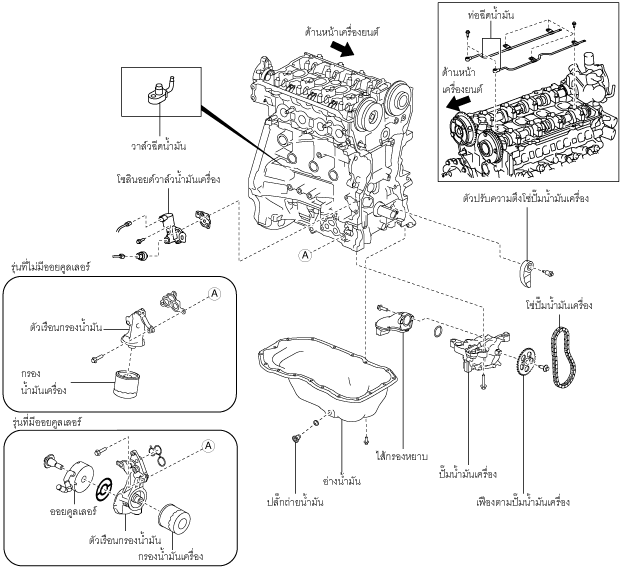 ด้านหน้าเครื่องยนต์
ท่อฉีดน้ำมัน
ด้านหน้า
เครื่องยนต์
วาล์วฉีดน้ำมัน
โซลินอยด์วาล์วน้ำมันเครื่อง
ตัวปรับความตึงโซ่ปั๊มน้ำมันเครื่อง
A
รุ่นที่ไม่มีออยคูลเลอร์
A
ตัวเรือนกรองน้ำมัน
กรอง
น้ำมันเครื่อง
โซ่ปั๊มน้ำมันเครื่อง
รุ่นที่มีออยคูลเลอร์
A
ออยคูลเลอร์
ตัวเรือนกรองน้ำมัน
กรองน้ำมันเครื่อง
ไส้กรองหยาบ
อ่างน้ำมัน
ปลั๊กถ่ายน้ำมัน
ปั๊มน้ำมันเครื่อง
เฟืองตามปั๊มน้ำมันเครื่อง